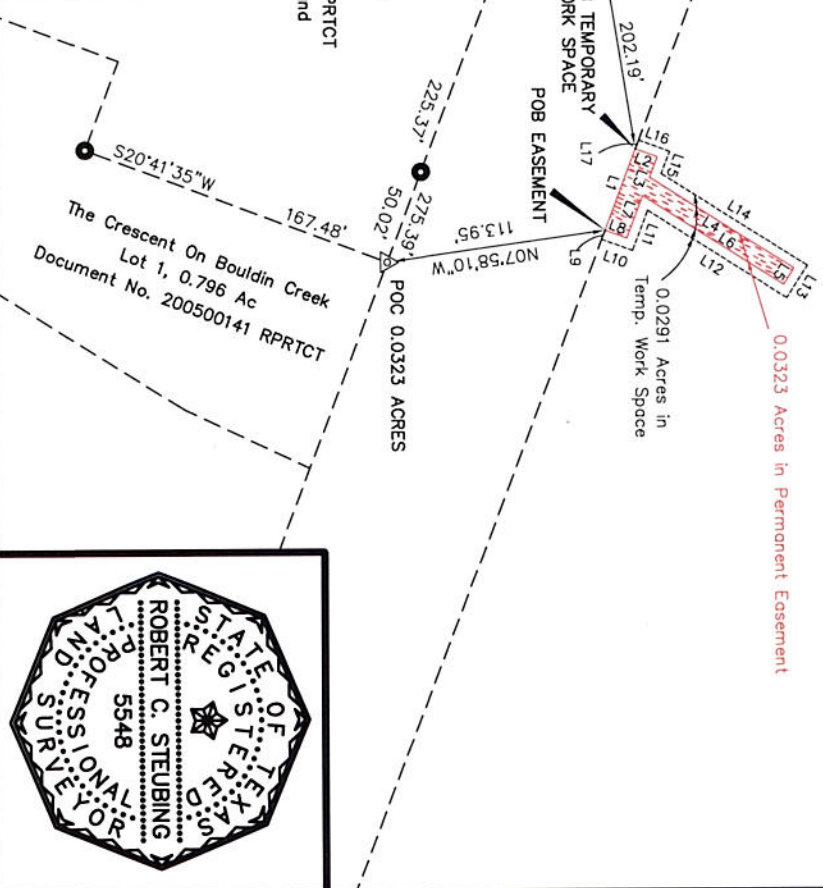 PRTCT
nd
TEMPORARY
RK SPACE
202.19'
L16
L15
L17
L2
L3
L1
L14
L4
L6
L7
L8
L5
L13
L12
L11
L10
L9
POB EASEMENT
0.0291 Acres in
Temp. Work Space
0.0323 Acres in Permanent Easement
225.37'
275.39'
50.02'
113.95'
N07°58'10"W
POC 0.0323 ACRES
S20°41'35"W
167.48'
The Crescent On Bouldin Creek
Lot 1, 0.796 Ac
Document No. 200500141 RPRTCT
STATE OF TEXAS
REGISTERED
ROBERT C. STEUBING
5548
PROFESSIONAL
LAND SURVEYOR